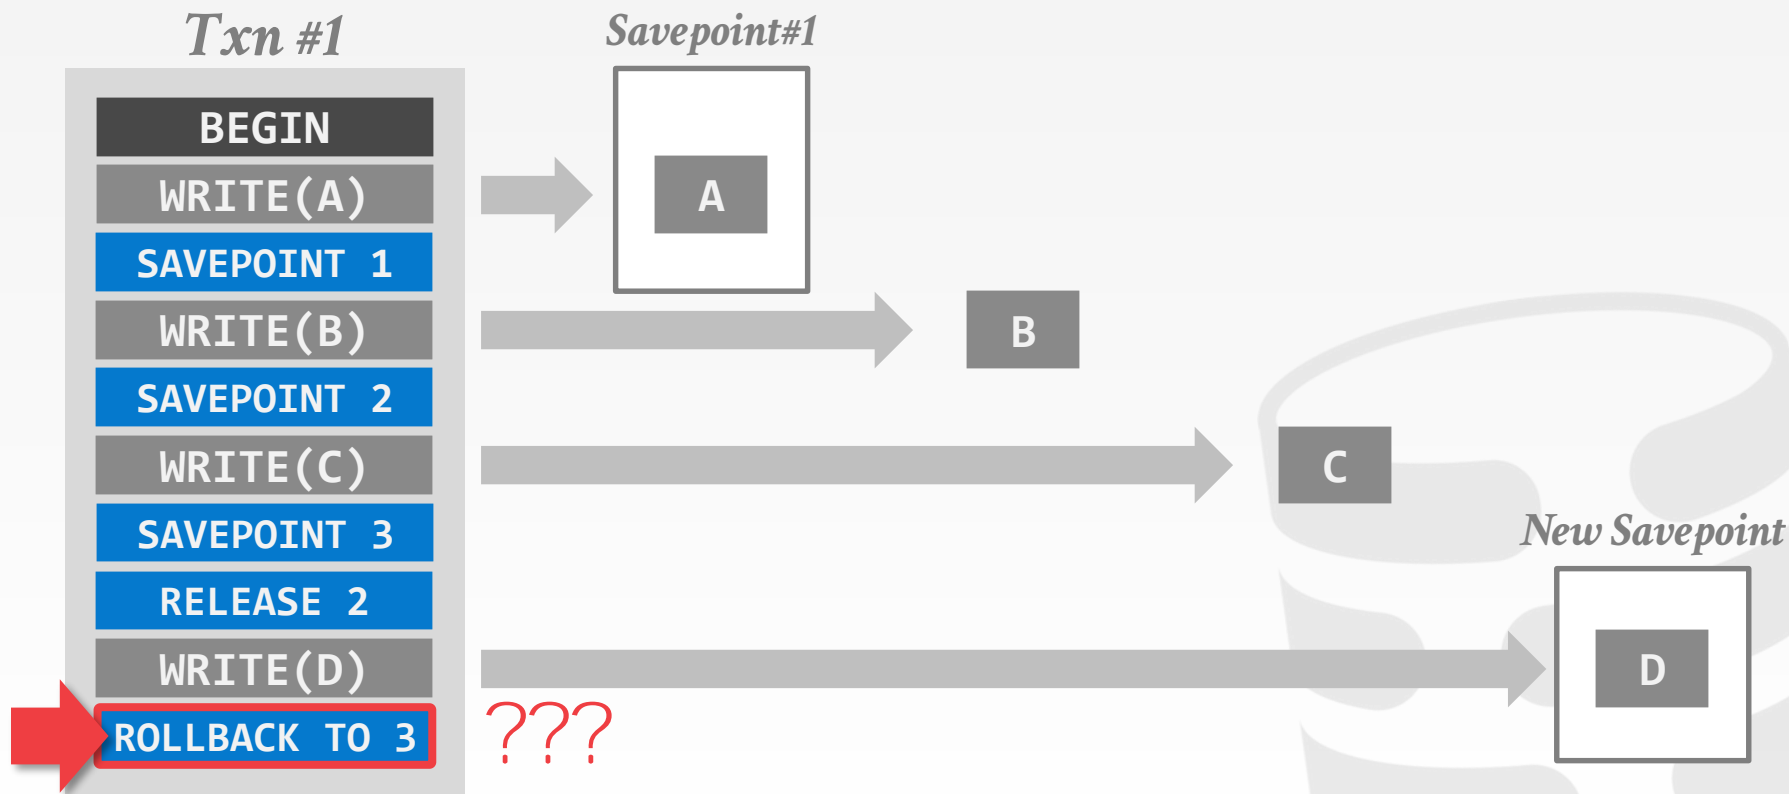 Txn #1
Savepoint#1
BEGIN
WRITE(A)
A
SAVEPOINT 1
WRITE(B)
B
SAVEPOINT 2
WRITE(C)
C
SAVEPOINT 3
New Savepoint
RELEASE 2
WRITE(D)
D
ROLLBACK TO 3
???